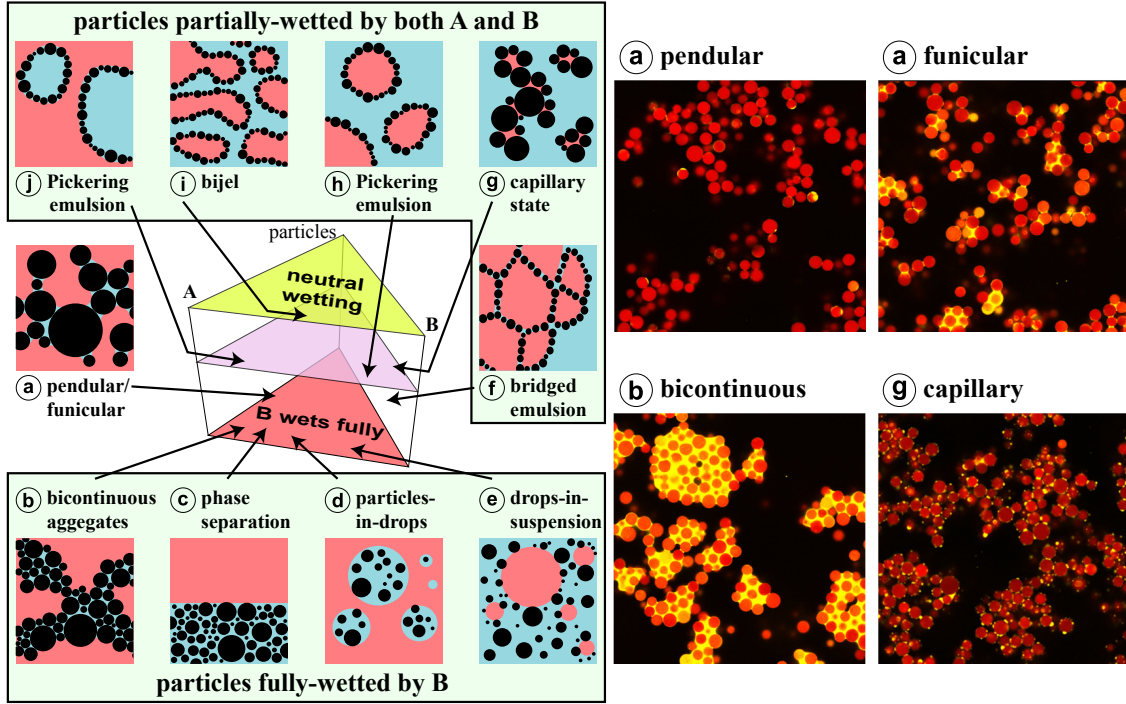 particles partially-wetted by both A and B
j Pickering
emulsion
i bijel
h Pickering
emulsion
g capillary
state
particles
A
B
neutral
wetting
B wets fully
a pendular/
funicular
f bridged
emulsion
b bicontinuous
aggegates
c phase
separation
d particles-
in-drops
e drops-in-
suspension
particles fully-wetted by B
a pendular
a funicular
b bicontinuous
g capillary